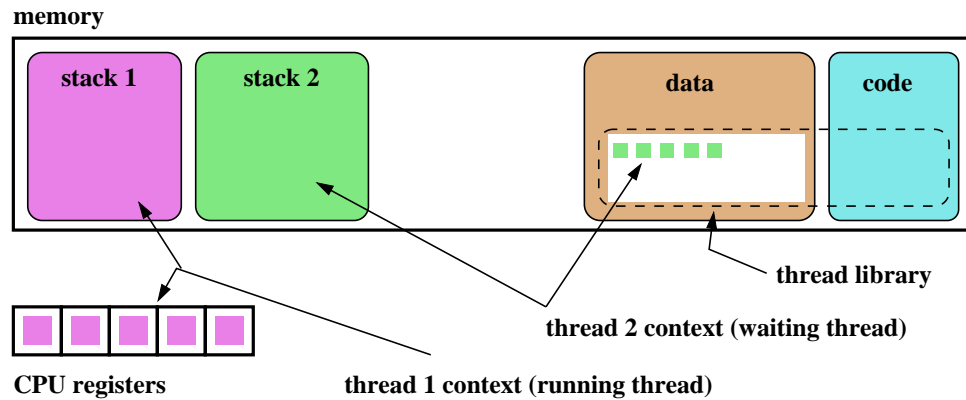 memory
stack 1
stack 2
data
code
thread library
thread 2 context (waiting thread)
CPU registers
thread 1 context (running thread)